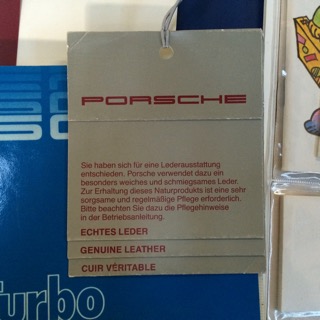 PORSCHE
Sie haben sich für eine Lederausstattung
entschieden. Porsche verwendet dazu ein
besonders weiches und schmiegsames Leder.
Zur Erhaltung dieses Naturprodukts ist eine sehr
sorgsame und regelmäßige Pflege erforderlich.
Bitte beachten Sie dazu die Pflegehinweise
in der Betriebsanleitung.
ECHTES LEDER
GENUINE LEATHER
CUIR VÉRITABLE
Turbo